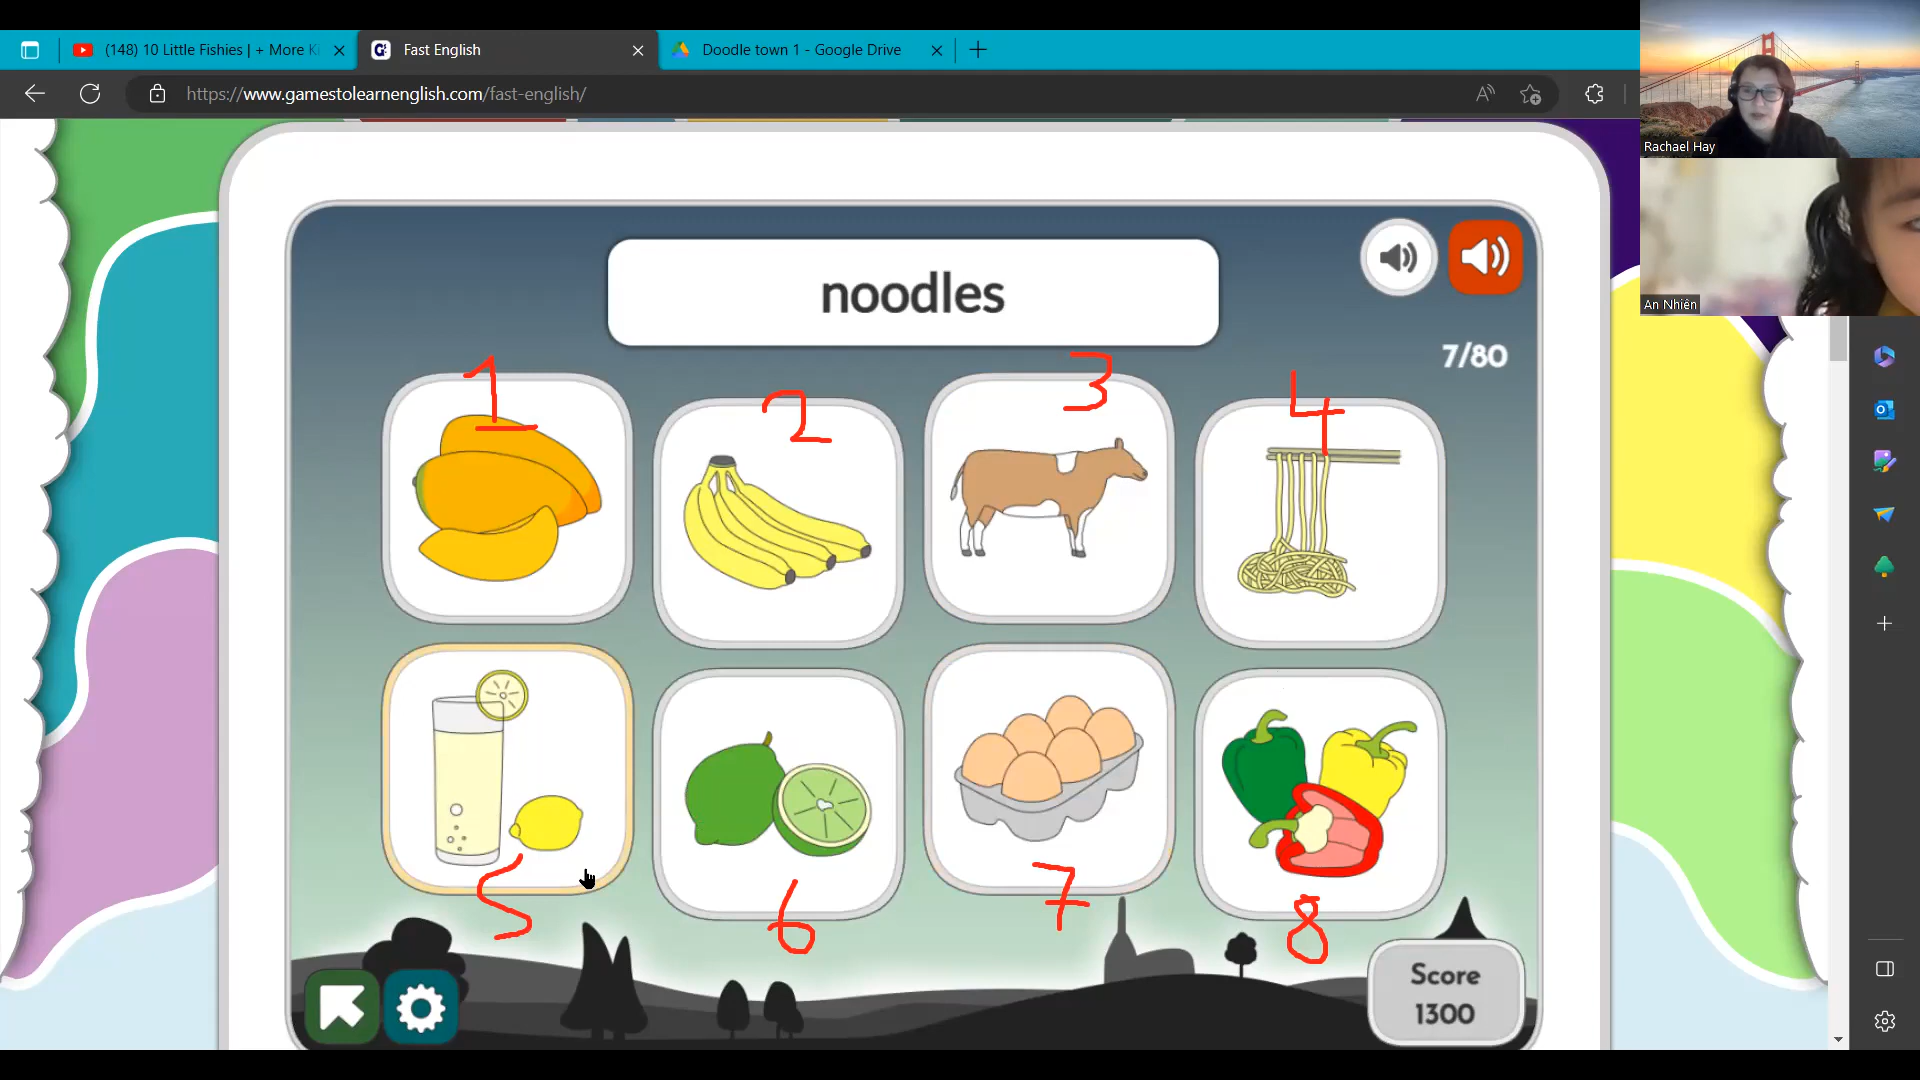 (148) 10 Little Fishies | + More Ki
Fast English
Doodle town 1 - Google Drive
https://www.gamestolearnenglish.com/fast-english/
Rachael Hay
An Nhiên
noodles
7/80
1
2
3
4
5
6
7
8
Score
1300